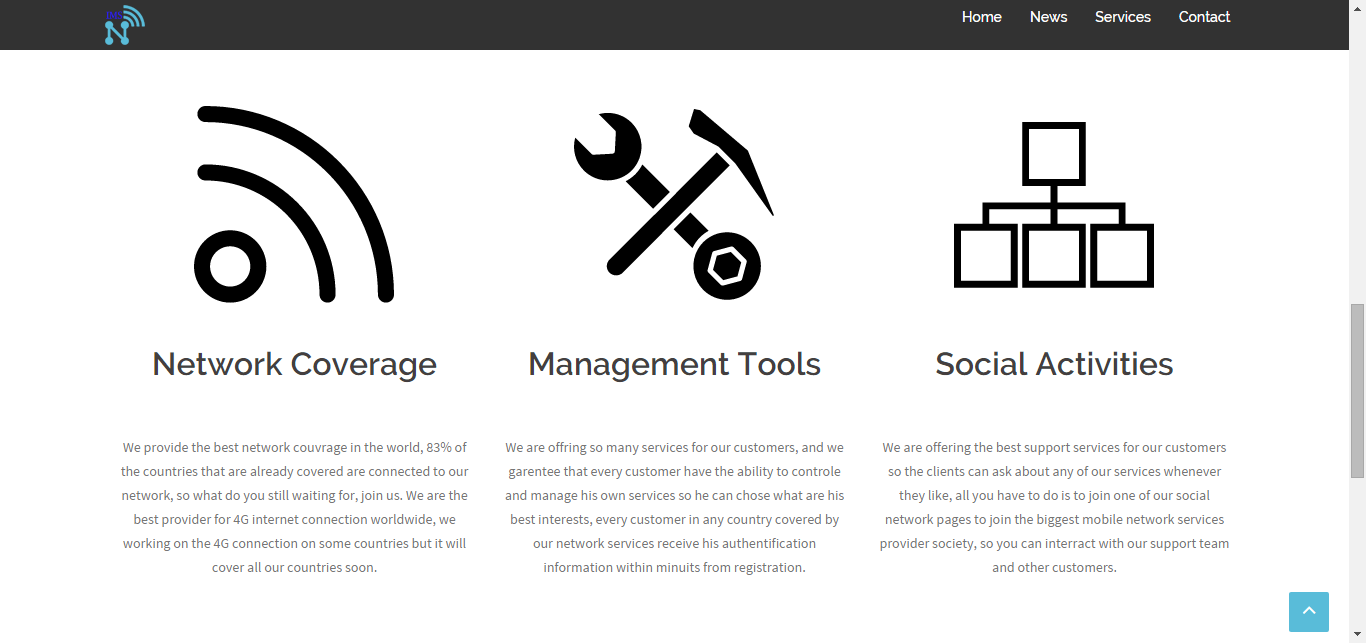 Home News Services Contact
Network Coverage
We provide the best network couvrage in the world, 83% of
the countries that are already covered are connected to our
network, so what do you still waiting for, join us. We are the
best provider for 4G internet connection worldwide, we
working on the 4G connection on some countries but it will
cover all our countries soon.
Management Tools
We are offring so many services for our customers, and we
garentee that every customer have the ability to controle
and manage his own services so he can chose what are his
best interests, every customer in any country covered by
our network services receive his authentification
information within minuits from registration.
Social Activities
We are offering the best support services for our customers
so the clients can ask about any of our services whenever
they like, all you have to do is to join one of our social
network pages to join the biggest mobile network services
provider society, so you can interract with our support team
and other customers.